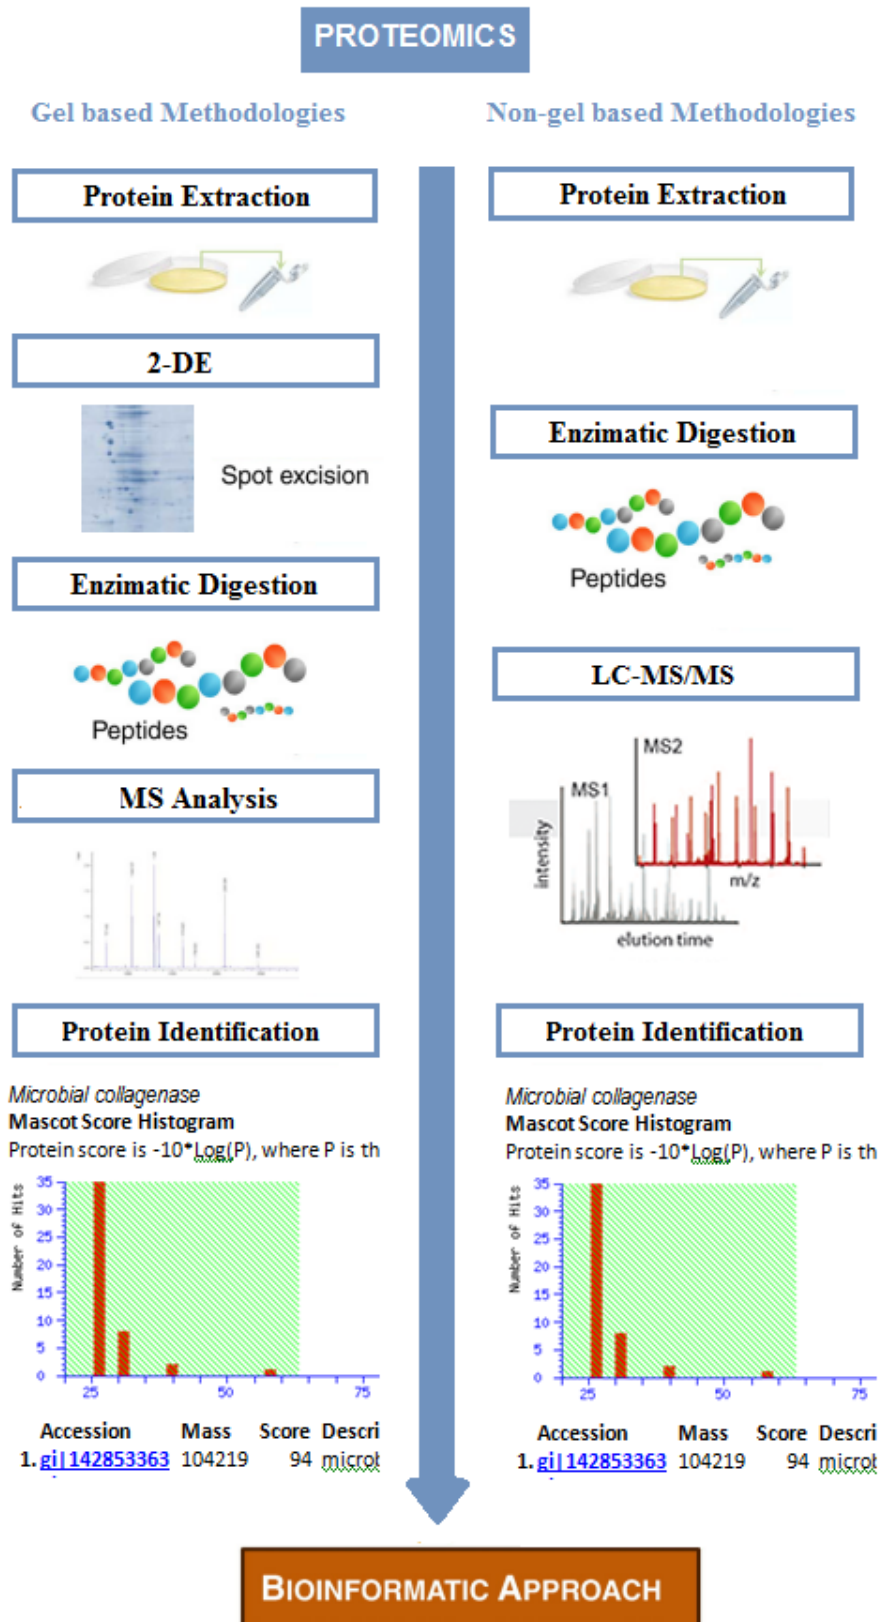 PROTEOMICS
Gel based Methodologies
Protein Extraction
2-DE
Spot excision
Enzimatic Digestion
Peptides
MS Analysis
Protein Identification
Microbial collagenase
Mascot Score Histogram
Protein score is -10*Log(P), where P is th
Number of Hits
35
30
25
20
15
10
5
0
25
50
75
Accession Mass Score Descri
1. gi|142853363 104219 94 microt
Non-gel based Methodologies
Protein Extraction
Enzimatic Digestion
Peptides
LC-MS/MS
MS2
MS1
intensity
m/z
elution time
Protein Identification
Microbial collagenase
Mascot Score Histogram
Protein score is -10*Log(P), where P is th
Number of Hits
35
30
25
20
15
10
5
0
25
50
75
Accession Mass Score Descri
1. gi|142853363 104219 94 microt
BIOINFORMATIC APPROACH